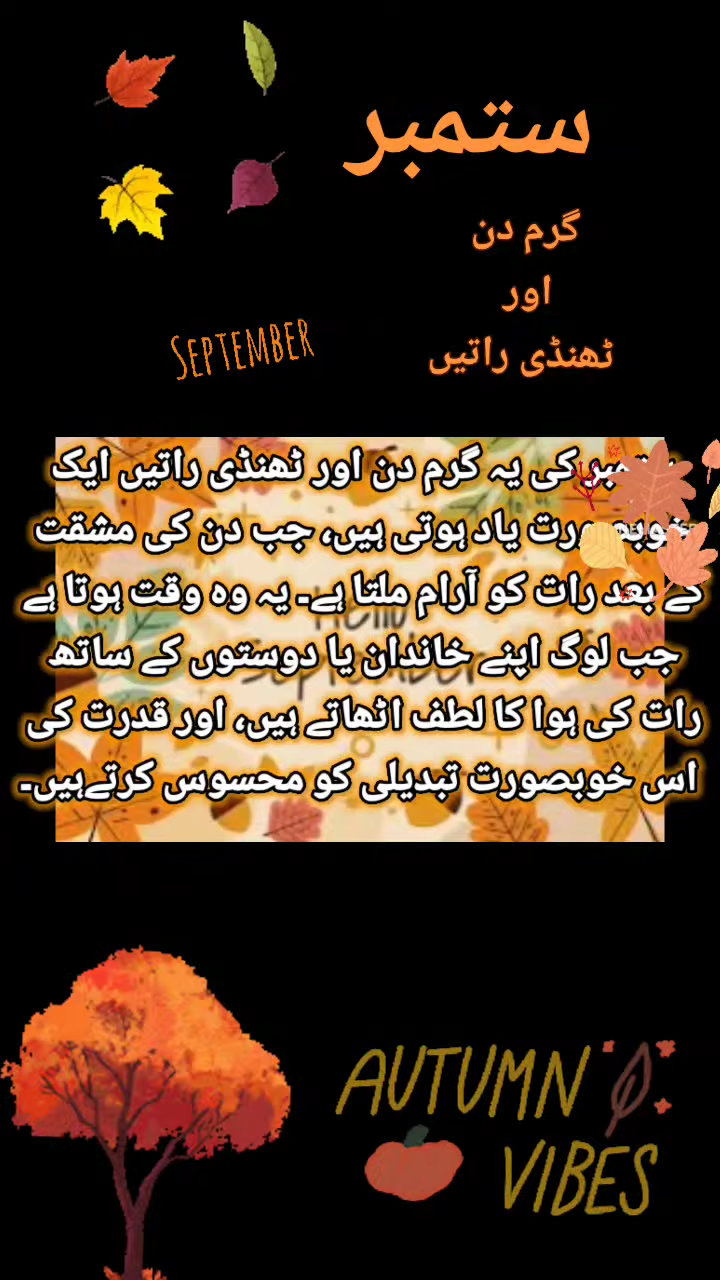 ستمبر
گرم دن
اور
ٹھنڈی راتیں
SEPTEMBER
کی یہ گرم دن اور ٹھنڈی راتیں ایک
یاد ہوتی ہیں، جب دن کی مشقت
کے بعد رات کو آرام ملتا ہے۔ یہ وہ وقت ہوتا ہے
جب لوگ اپنے خاندان یا دوستوں کے ساتھ
رات کی ہوا کا لطف اٹھاتے ہیں، اور قدرت کی
اس خوبصورت تبدیلی کو محسوس کرتےہیں۔
Hello
September
AUTUMN
VIBES